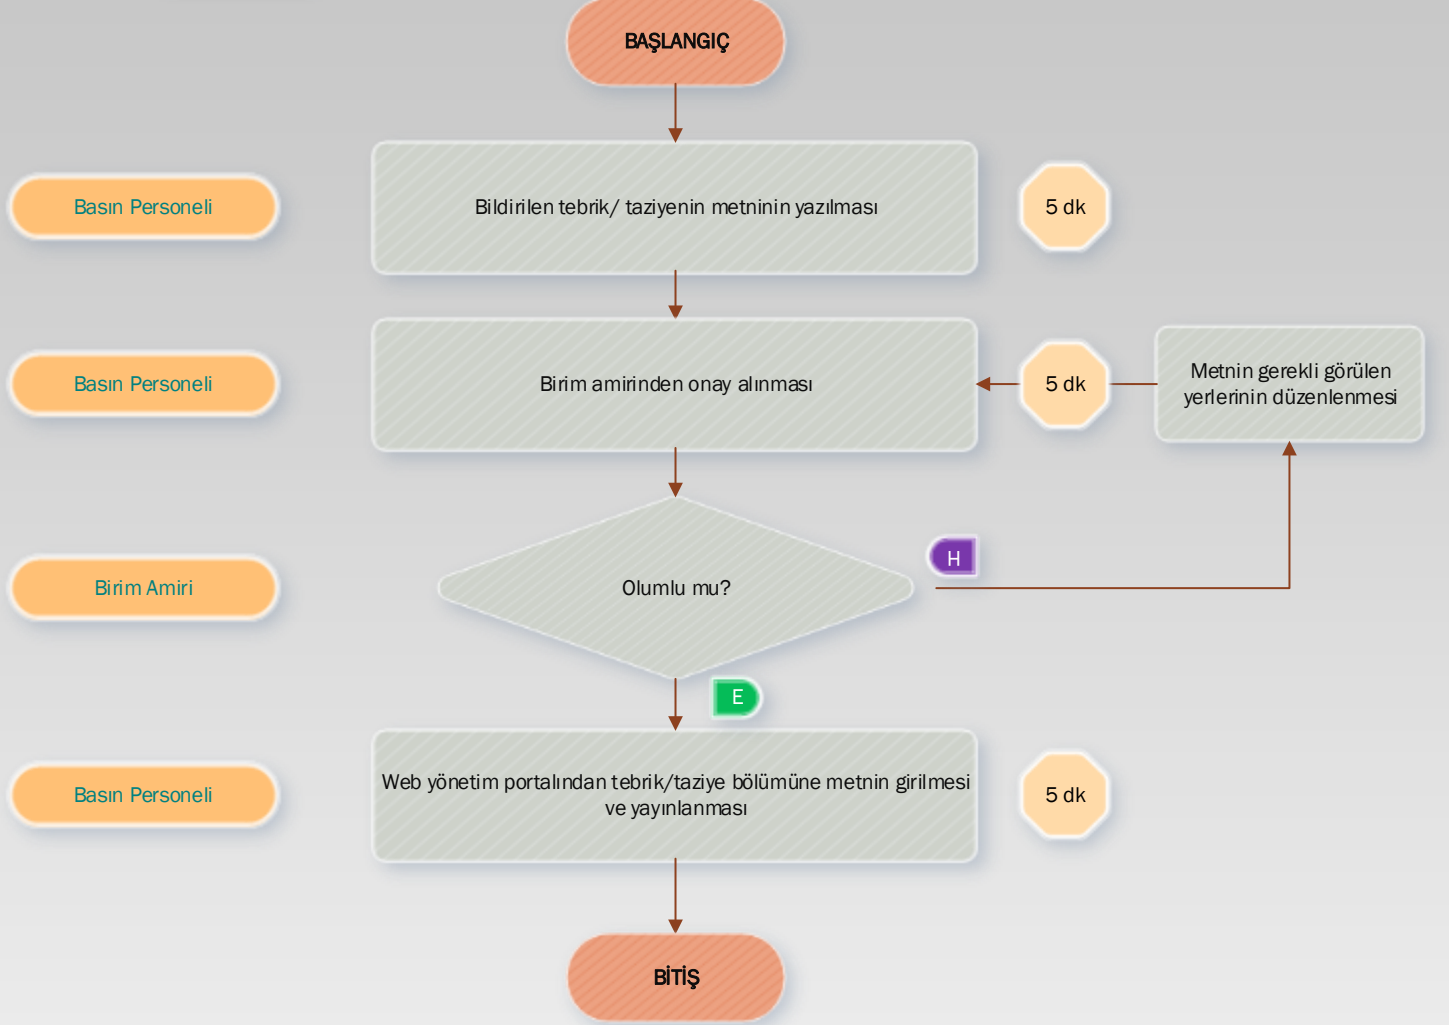 BAŞLANGIÇ
Basın Personeli
Bildirilen tebrik/ taziyenin metninin yazılması
5 dk
Basın Personeli
Birim amirinden onay alınması
5 dk
Metnin gerekli görülen
yerlerinin düzenlenmesi
Birim Amiri
Olumlu mu?
H
E
Basın Personeli
Web yönetim portalından tebrik/taziye bölümüne metnin girilmesi
ve yayınlanması
5 dk
BİTİŞ